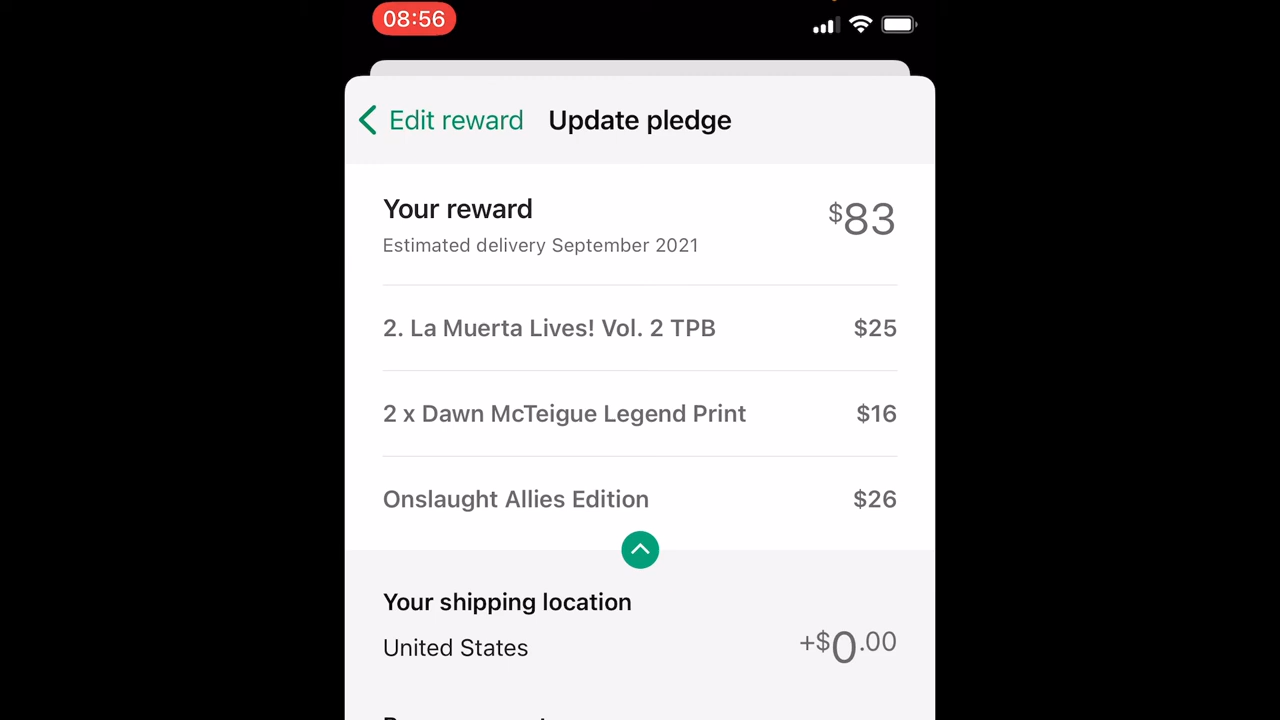 08:56
Edit reward Update pledge
Your reward $83
Estimated delivery September 2021
2. La Muerta Lives! Vol. 2 TPB $25
2 x Dawn McTeigue Legend Print $16
Onslaught Allies Edition $26
Your shipping location
United States +$0.00